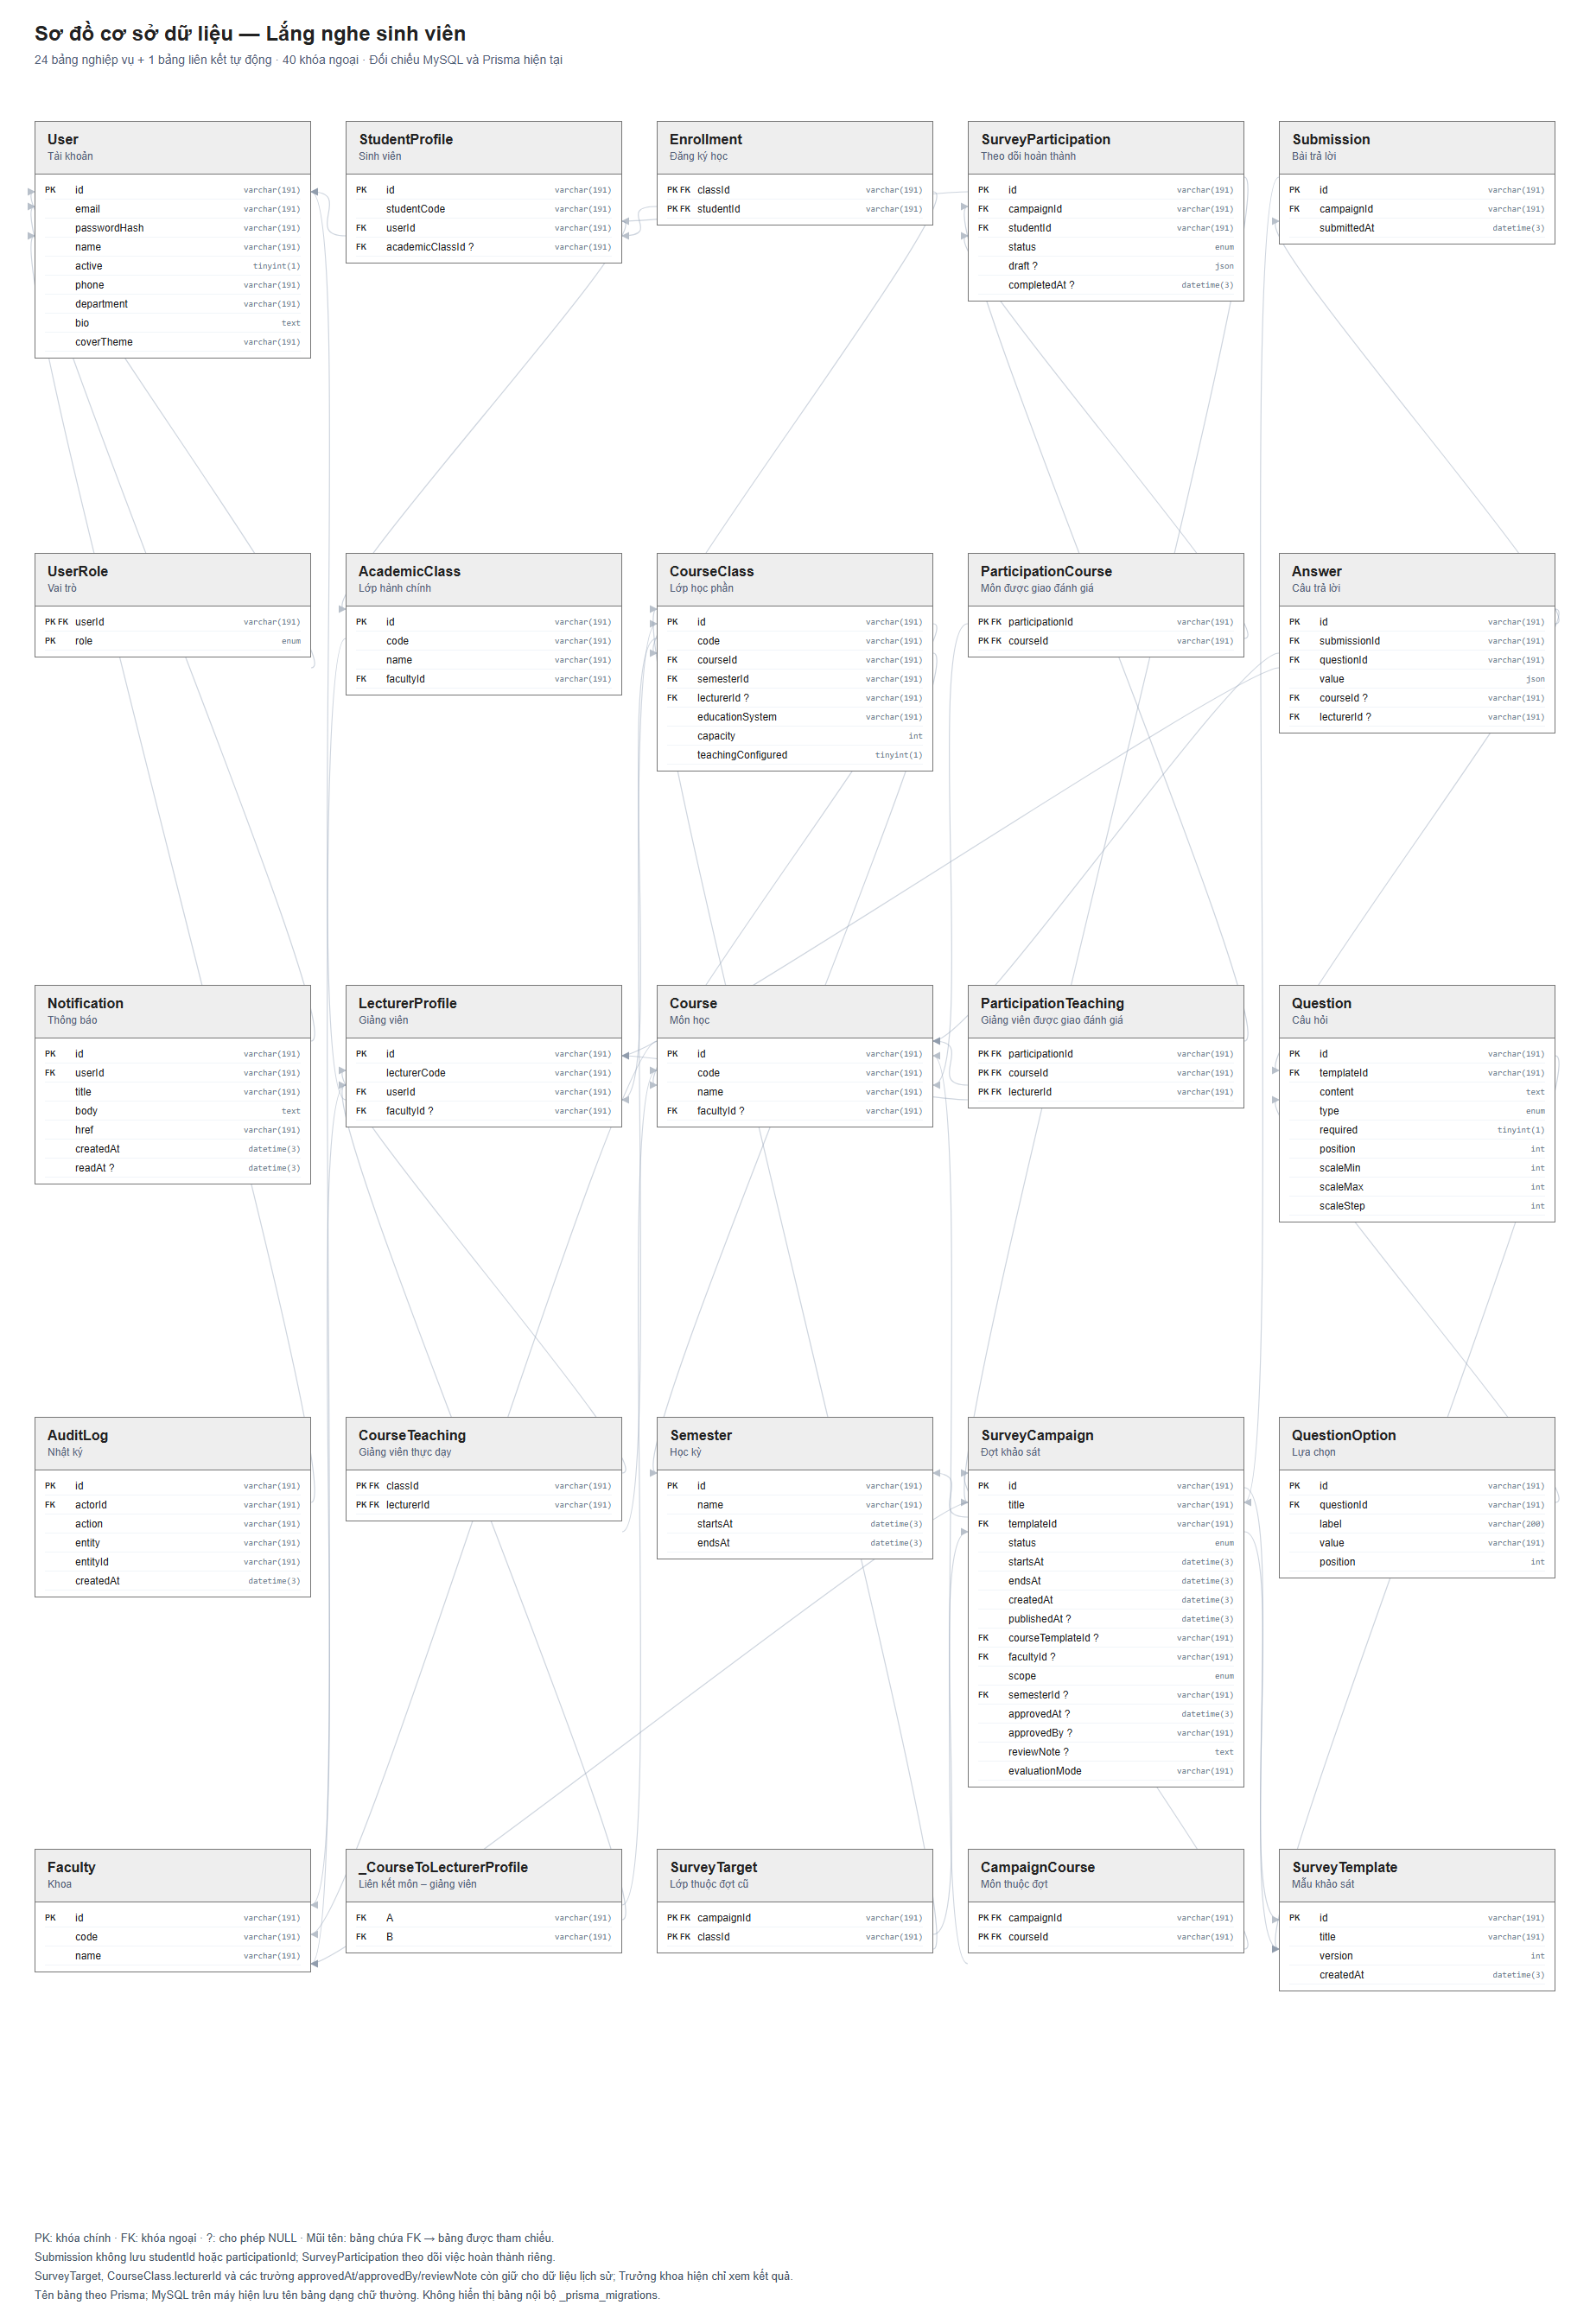 Sơ đồ cơ sở dữ liệu — Lắng nghe sinh viên
24 bảng nghiệp vụ + 1 bảng liên kết tự động · 40 khóa ngoại · Đối chiếu MySQL và Prisma hiện tại
User
Tài khoản
PK id varchar(191)
email varchar(191)
passwordHash varchar(191)
name varchar(191)
active tinyint(1)
phone varchar(191)
department varchar(191)
bio text
coverTheme varchar(191)
StudentProfile
Sinh viên
PK id varchar(191)
studentCode varchar(191)
FK userId varchar(191)
FK academicClassId ? varchar(191)
Enrollment
Đăng ký học
PK FK classId varchar(191)
PK FK studentId varchar(191)
SurveyParticipation
Theo dõi hoàn thành
PK id varchar(191)
FK campaignId varchar(191)
FK studentId varchar(191)
status enum
draft ? json
completedAt ? datetime(3)
Submission
Bài trả lời
PK id varchar(191)
FK campaignId varchar(191)
submittedAt datetime(3)
UserRole
Vai trò
PK FK userId varchar(191)
PK role enum
AcademicClass
Lớp hành chính
PK id varchar(191)
code varchar(191)
name varchar(191)
FK facultyId varchar(191)
CourseClass
Lớp học phần
PK id varchar(191)
code varchar(191)
FK courseId varchar(191)
FK semesterId varchar(191)
FK lecturerId ? varchar(191)
educationSystem varchar(191)
capacity int
teachingConfigured tinyint(1)
ParticipationCourse
Môn được giao đánh giá
PK FK participationId varchar(191)
PK FK courseId varchar(191)
Answer
Câu trả lời
PK id varchar(191)
FK submissionId varchar(191)
FK questionId varchar(191)
value json
FK courseId ? varchar(191)
FK lecturerId ? varchar(191)
Notification
Thông báo
PK id varchar(191)
FK userId varchar(191)
title varchar(191)
body text
href varchar(191)
createdAt datetime(3)
readAt ? datetime(3)
LecturerProfile
Giảng viên
PK id varchar(191)
lecturerCode varchar(191)
FK userId varchar(191)
FK facultyId ? varchar(191)
Course
Môn học
PK id varchar(191)
code varchar(191)
name varchar(191)
FK facultyId ? varchar(191)
ParticipationTeaching
Giảng viên được giao đánh giá
PK FK participationId varchar(191)
PK FK courseId varchar(191)
PK FK lecturerId varchar(191)
Question
Câu hỏi
PK id varchar(191)
FK templateId varchar(191)
content text
type enum
required tinyint(1)
position int
scaleMin int
scaleMax int
scaleStep int
AuditLog
Nhật ký
PK id varchar(191)
FK actorId varchar(191)
action varchar(191)
entity varchar(191)
entityId varchar(191)
createdAt datetime(3)
CourseTeaching
Giảng viên thực dạy
PK FK classId varchar(191)
PK FK lecturerId varchar(191)
Semester
Học kỳ
PK id varchar(191)
name varchar(191)
startsAt datetime(3)
endsAt datetime(3)
SurveyCampaign
Đợt khảo sát
PK id varchar(191)
title varchar(191)
FK templateId varchar(191)
status enum
startsAt datetime(3)
endsAt datetime(3)
createdAt datetime(3)
publishedAt ? datetime(3)
FK courseTemplateId ? varchar(191)
FK facultyId ? varchar(191)
scope enum
FK semesterId ? varchar(191)
approvedAt ? datetime(3)
approvedBy ? varchar(191)
reviewNote ? text
evaluationMode varchar(191)
QuestionOption
Lựa chọn
PK id varchar(191)
FK questionId varchar(191)
label varchar(200)
value varchar(191)
position int
Faculty
Khoa
PK id varchar(191)
code varchar(191)
name varchar(191)
_CourseToLecturerProfile
Liên kết môn – giảng viên
FK A varchar(191)
FK B varchar(191)
SurveyTarget
Lớp thuộc đợt cũ
PK FK campaignId varchar(191)
PK FK classId varchar(191)
CampaignCourse
Môn thuộc đợt
PK FK campaignId varchar(191)
PK FK courseId varchar(191)
SurveyTemplate
Mẫu khảo sát
PK id varchar(191)
title varchar(191)
version int
createdAt datetime(3)
PK: khóa chính · FK: khóa ngoại · ?: cho phép NULL · Mũi tên: bảng chứa FK → bảng được tham chiếu.
Submission không lưu studentId hoặc participationId; SurveyParticipation theo dõi việc hoàn thành riêng.
SurveyTarget, CourseClass.lecturerId và các trường approvedAt/approvedBy/reviewNote còn giữ cho dữ liệu lịch sử; Trưởng khoa hiện chỉ xem kết quả.
Tên bảng theo Prisma; MySQL trên máy hiện lưu tên bảng dạng chữ thường. Không hiển thị bảng nội bộ _prisma_migrations.